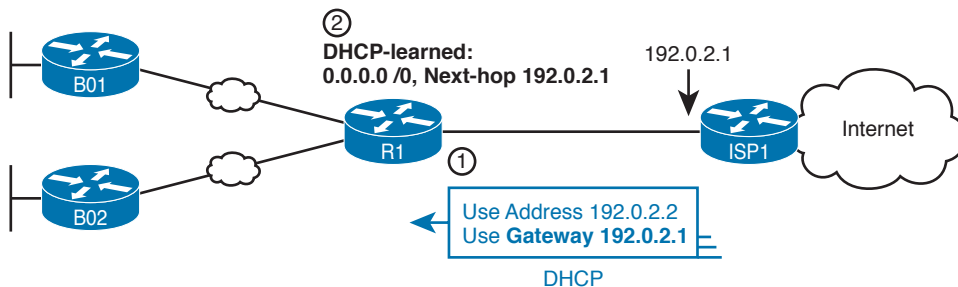 ②
DHCP-learned:
0.0.0.0 /0, Next-hop 192.0.2.1
192.0.2.1
B01
R1
ISP1
Internet
①
B02
Use Address 192.0.2.2
Use Gateway 192.0.2.1
DHCP